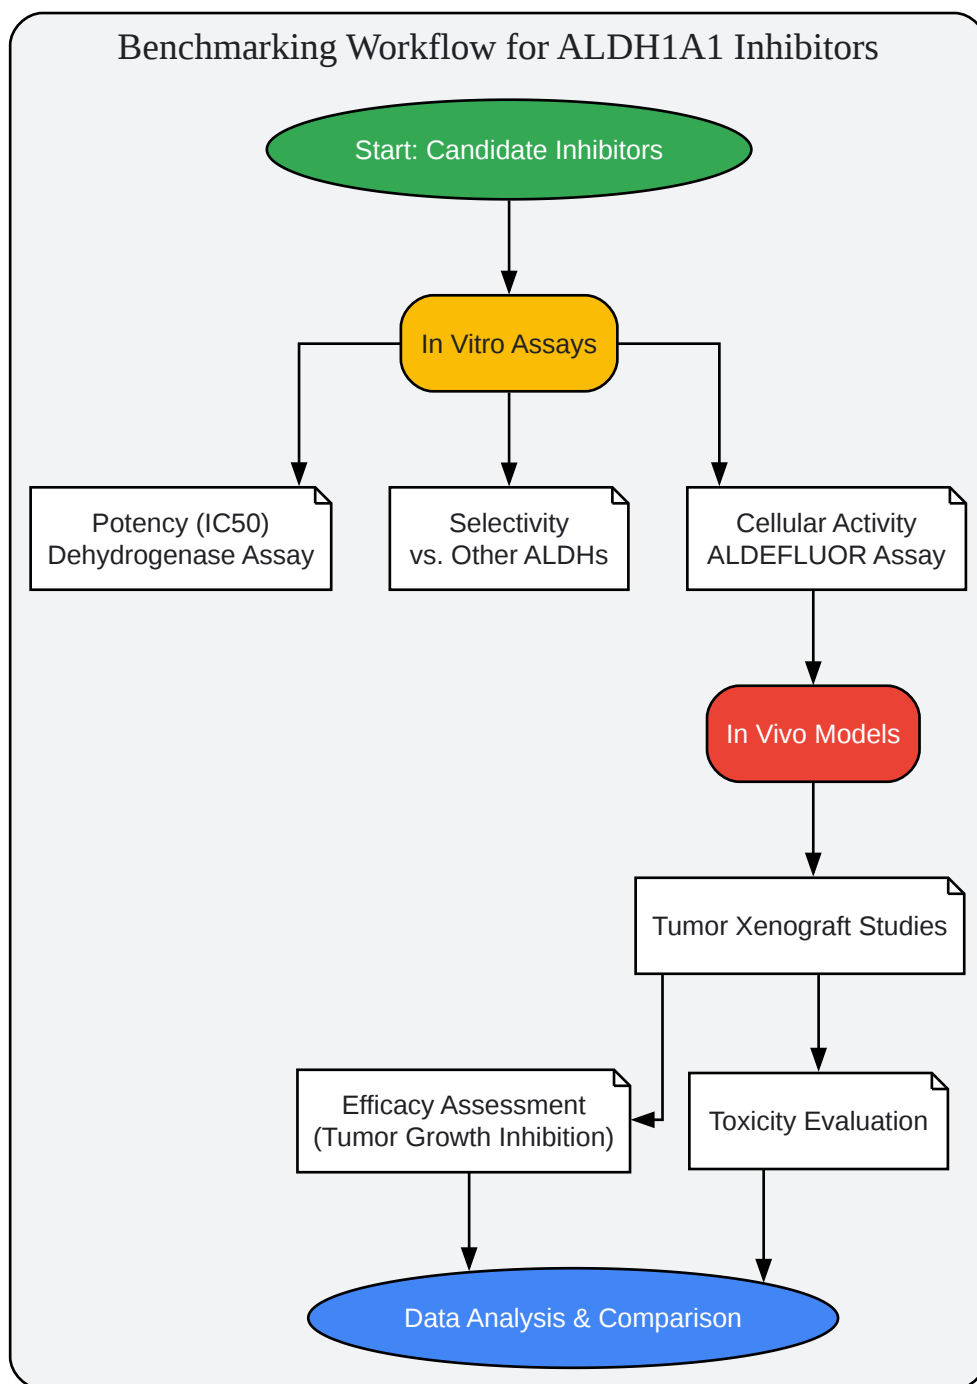 Benchmarking Workflow for ALDH1A1 Inhibitors
Start: Candidate Inhibitors
In Vitro Assays
Potency (IC50)
Dehydrogenase Assay
Selectivity
vs. Other ALDHs
Cellular Activity
ALDEFLUOR Assay
In Vivo Models
Tumor Xenograft Studies
Efficacy Assessment
(Tumor Growth Inhibition)
Toxicity Evaluation
Data Analysis & Comparison